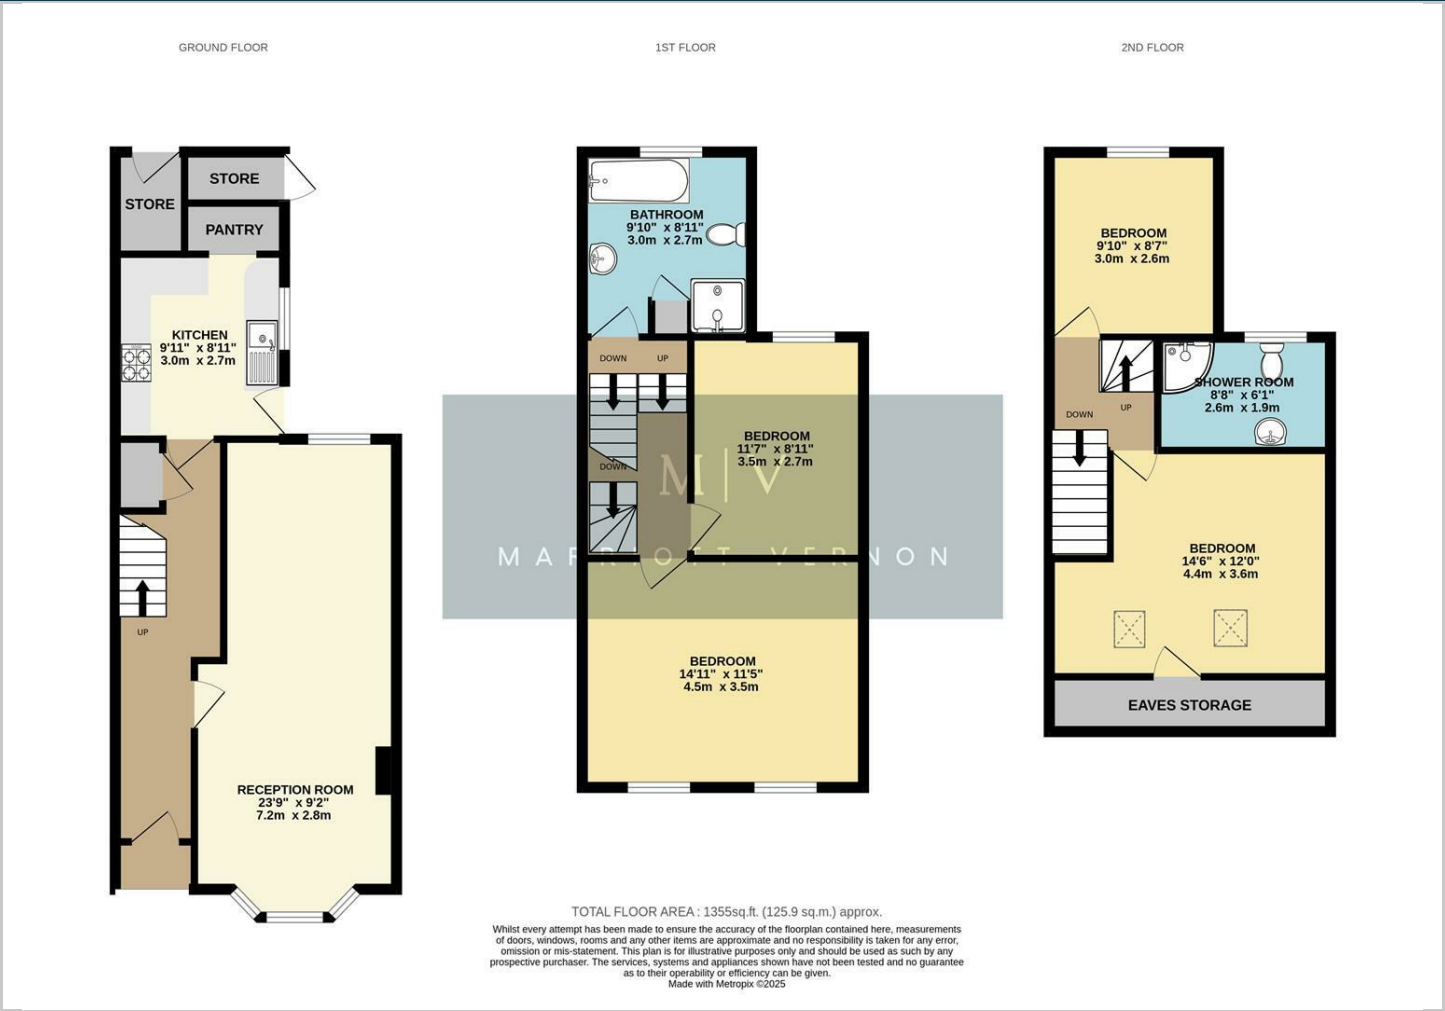 GROUND FLOOR
1ST FLOOR
2ND FLOOR
STORE
STORE
PANTRY
KITCHEN
9'11" x 8'11"
3.0m x 2.7m
UP
RECEPTION ROOM
23'9" x 9'2"
7.2m x 2.8m
BATHROOM
9'10" x 8'11"
3.0m x 2.7m
DOWN
UP
DOWN
BEDROOM
11'7" x 8'11"
3.5m x 2.7m
M|V
MARRIOTT VERNON
BEDROOM
14'11" x 11'5"
4.5m x 3.5m
BEDROOM
9'10" x 8'7"
3.0m x 2.6m
SHOWER ROOM
8'8" x 6'1"
2.6m x 1.9m
DOWN
UP
BEDROOM
14'6" x 12'0"
4.4m x 3.6m
EAVES STORAGE
TOTAL FLOOR AREA : 1355sq.ft. (125.9 sq.m.) approx.
Whilst every attempt has been made to ensure the accuracy of the floorplan contained here, measurements
of doors, windows, rooms and any other items are approximate and no responsibility is taken for any error,
omission or mis-statement. This plan is for illustrative purposes only and should be used as such by any
prospective purchaser. The services, systems and appliances shown have not been tested and no guarantee
as to their operability or efficiency can be given.
Made with Metropix ©2025